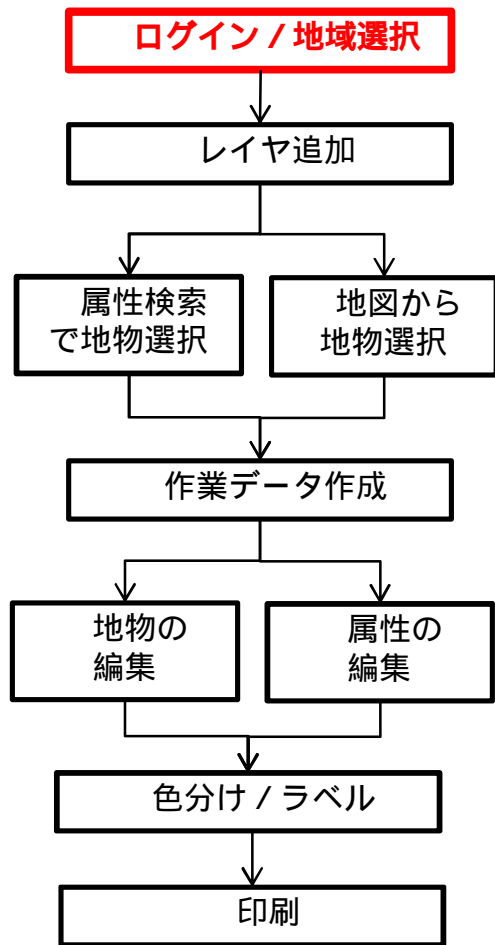 ログイン / 地域選択
レイヤ追加
属性検索
で地物選択
地図から
地物選択
作業データ作成
地物の
編集
属性の
編集
色分け / ラベル
印刷